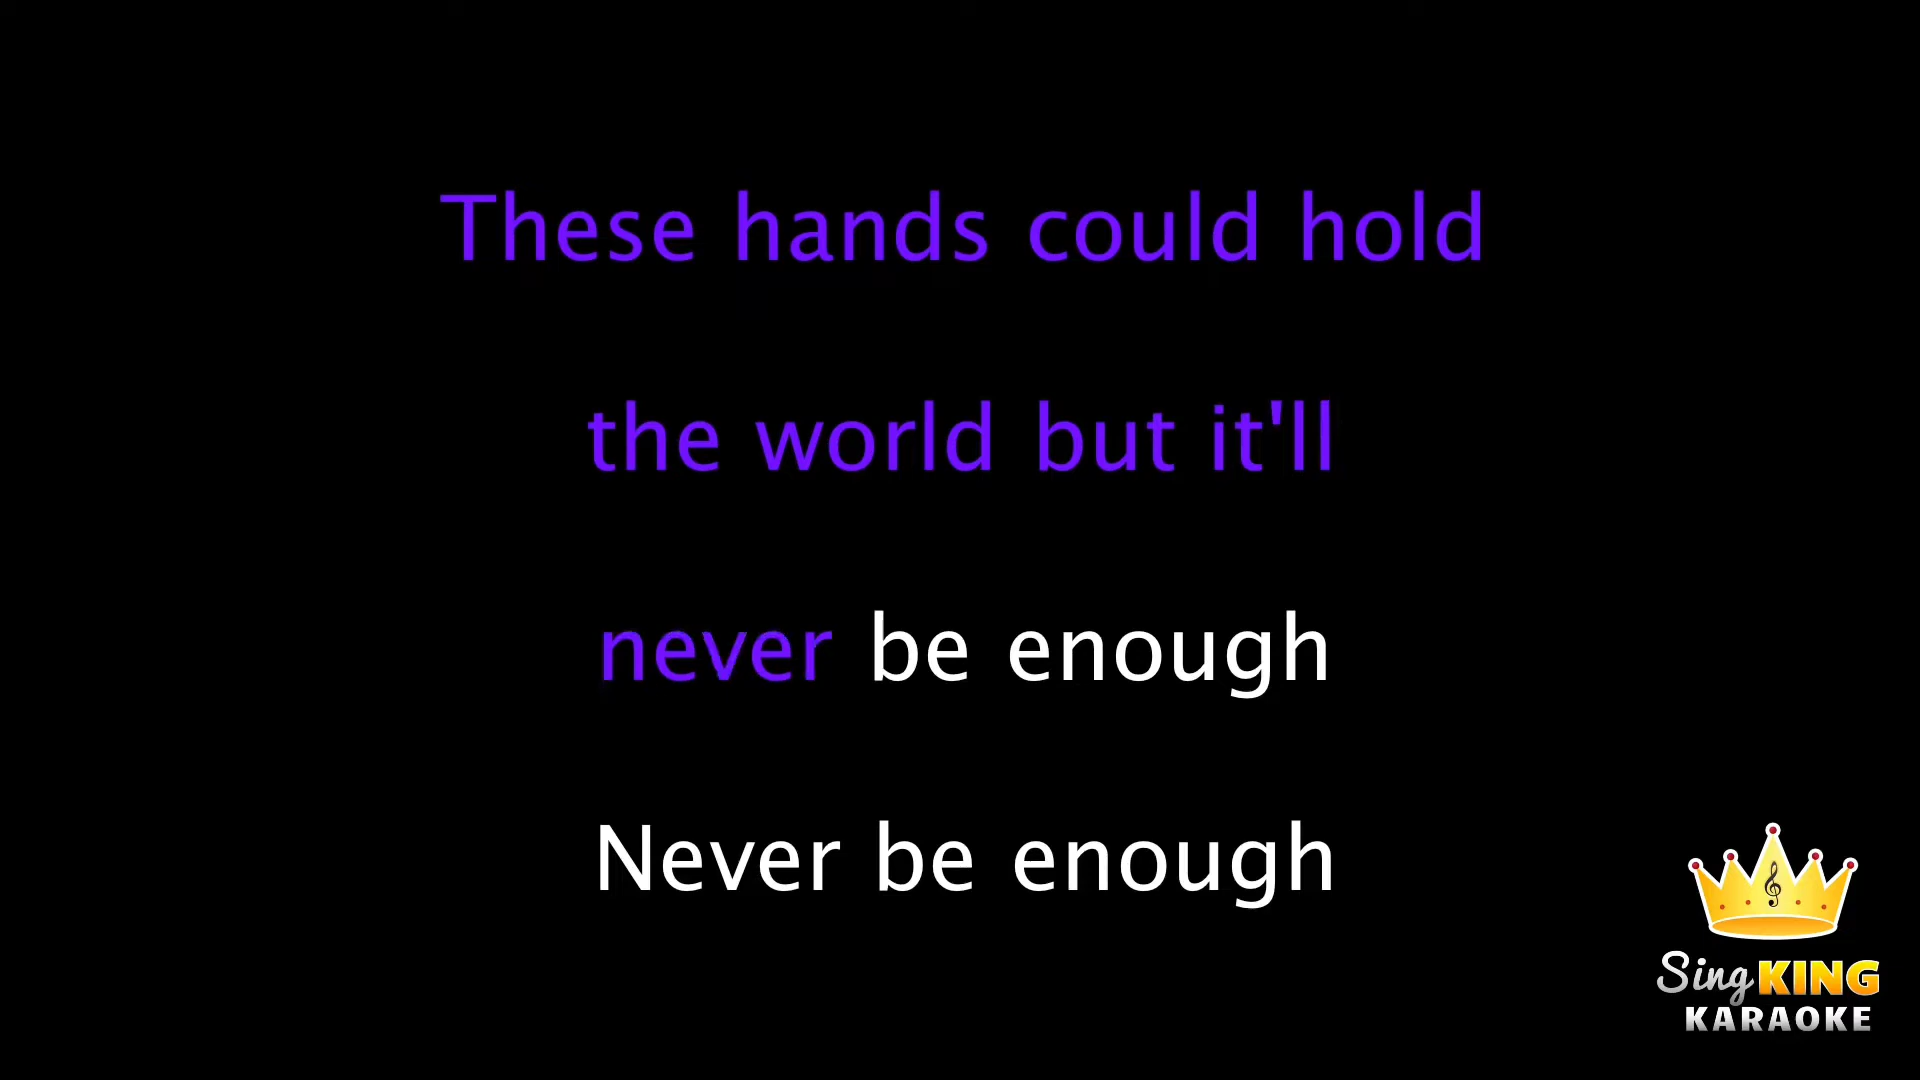 These hands could hold
the world but it'll
never be enough
Never be enough
Sing KING
KARAOKE